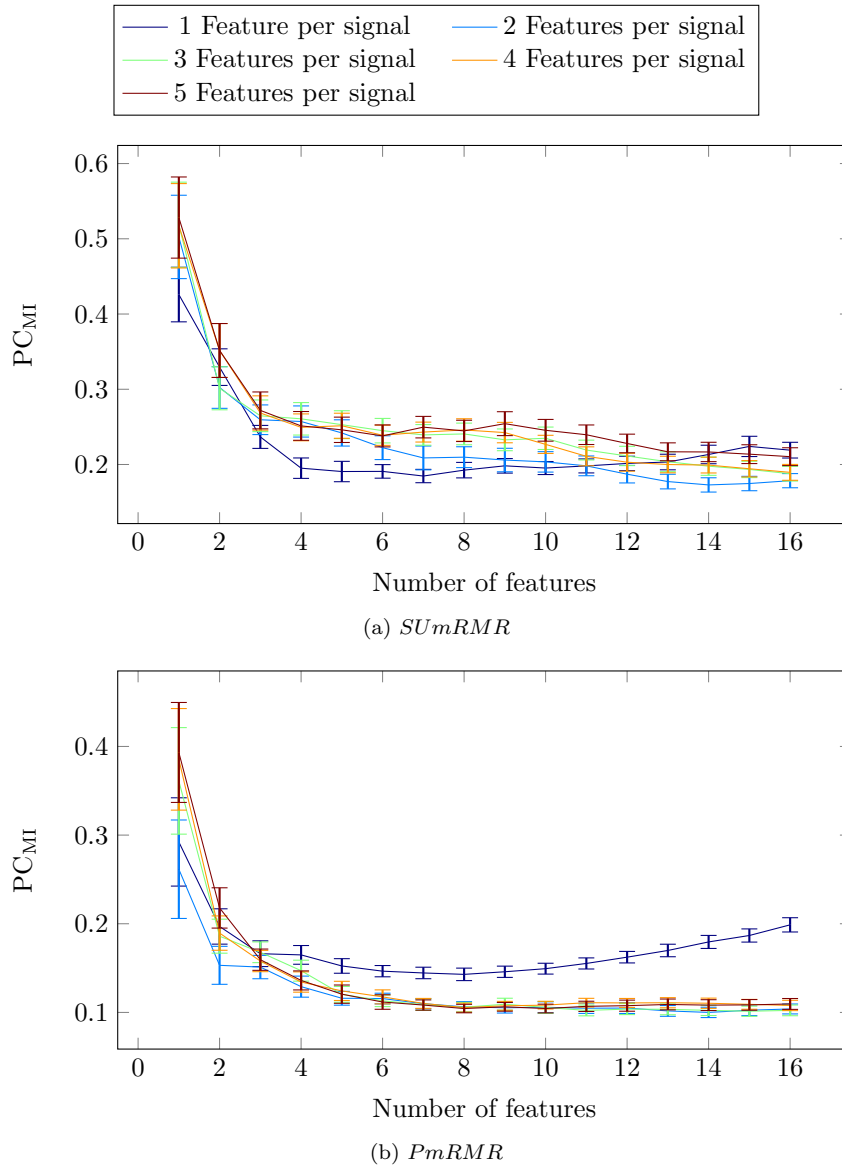 1 Feature per signal
2 Features per signal
3 Features per signal
4 Features per signal
5 Features per signal
0.6
0.5
0.4
0.3
0.2
PC_MI
0 2 4 6 8 10 12 14 16
Number of features
(a) SUmRMR
0.4
0.3
0.2
0.1
PC_MI
0 2 4 6 8 10 12 14 16
Number of features
(b) PmRMR